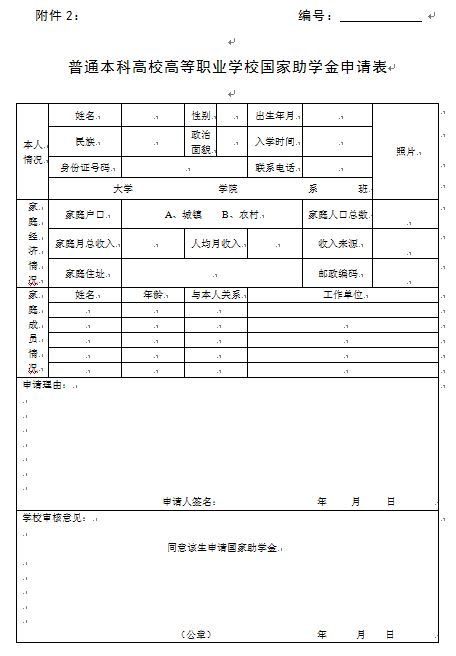 附件2： 编号：
普通本科高校高等职业学校国家助学金申请表
本人情况 姓名 性别 出生年月 照片
民族 政治面貌 入学时间
身份证号码 联系电话
大学 学院 系 班
家庭经济情况 家庭户口 A、城镇 B、农村 家庭人口总数
家庭月总收入 人均月收入 收入来源
家庭住址 邮政编码
家庭成员情况 姓名 年龄 与本人关系 工作单位
申请理由：
申请人签名： 年 月 日
学校审核意见：
同意该生申请国家助学金
（公章） 年 月 日